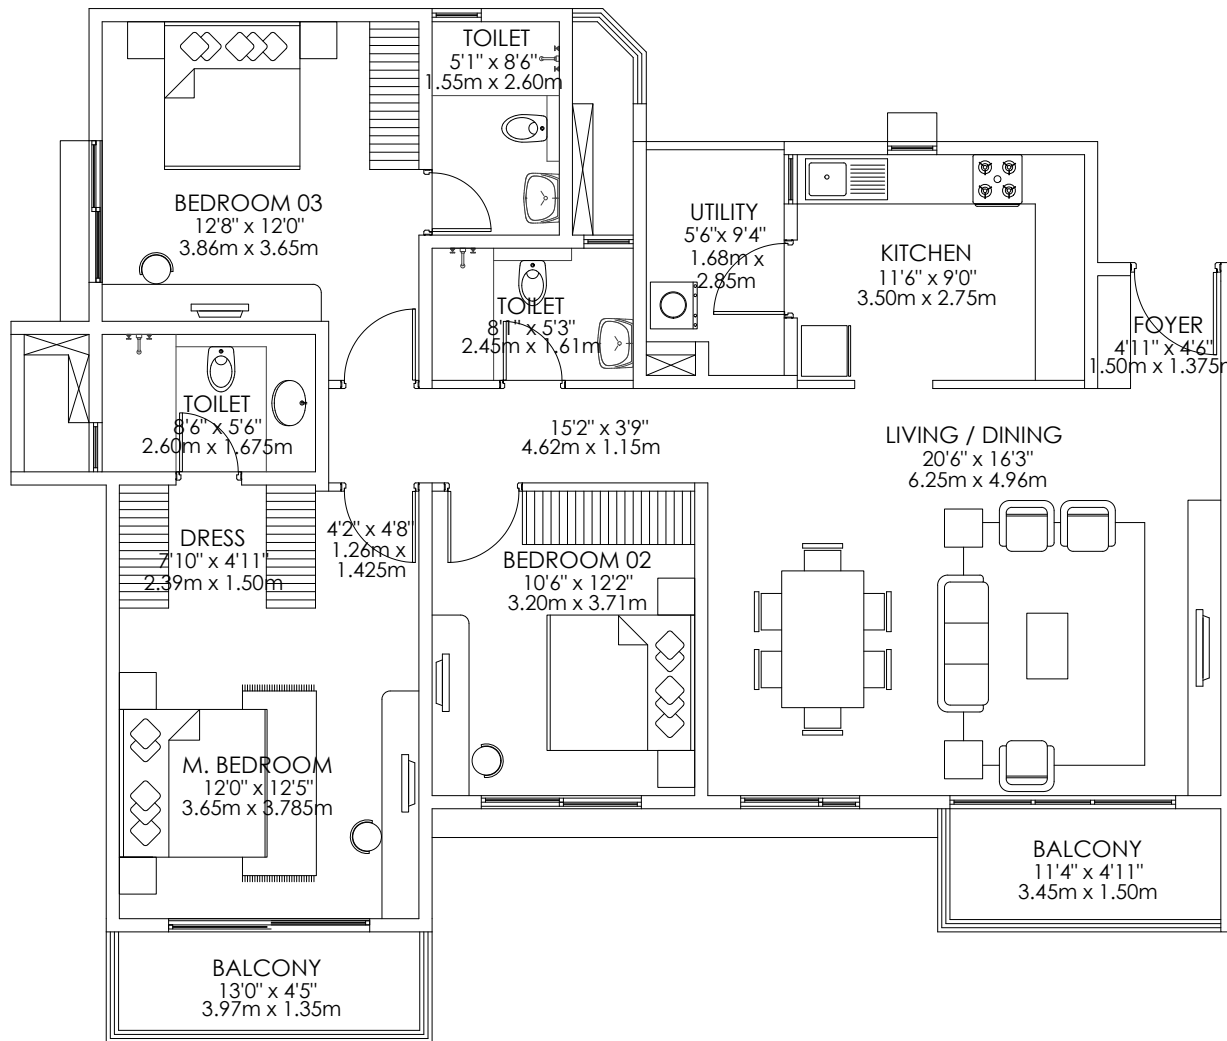 TOILET
5'1" x 8'6"
1.55m x 2.60m
BEDROOM 03
12'8" x 12'0"
3.86m x 3.65m
UTILITY
5'6"x 9'4"
1.68m x
2.85m
KITCHEN
11'6" x 9'0"
3.50m x 2.75m
TOILET
8'1" x 5'3"
2.45m x 1.61m
FOYER
4'11" x 4'6"
1.50m x 1.375m
TOILET
8'6" x 5'6"
2.60m x 1.675m
15'2" x 3'9"
4.62m x 1.15m
LIVING / DINING
20'6" x 16'3"
6.25m x 4.96m
DRESS
7'10" x 4'11"
2.39m x 1.50m
4'2" x 4'8"
1.26m x
1.425m
BEDROOM 02
10'6" x 12'2"
3.20m x 3.71m
M. BEDROOM
12'0" x 12'5"
3.65m x 3.785m
BALCONY
11'4" x 4'11"
3.45m x 1.50m
BALCONY
13'0" x 4'5"
3.97m x 1.35m